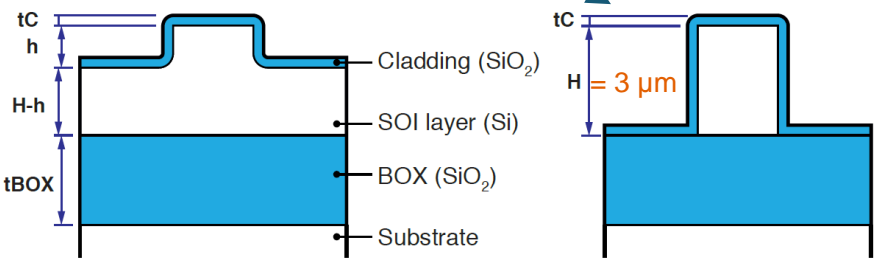 tC
h
H-h
tBOX
Cladding (SiO₂)
SOI layer (Si)
BOX (SiO₂)
Substrate
tC
H = 3 µm